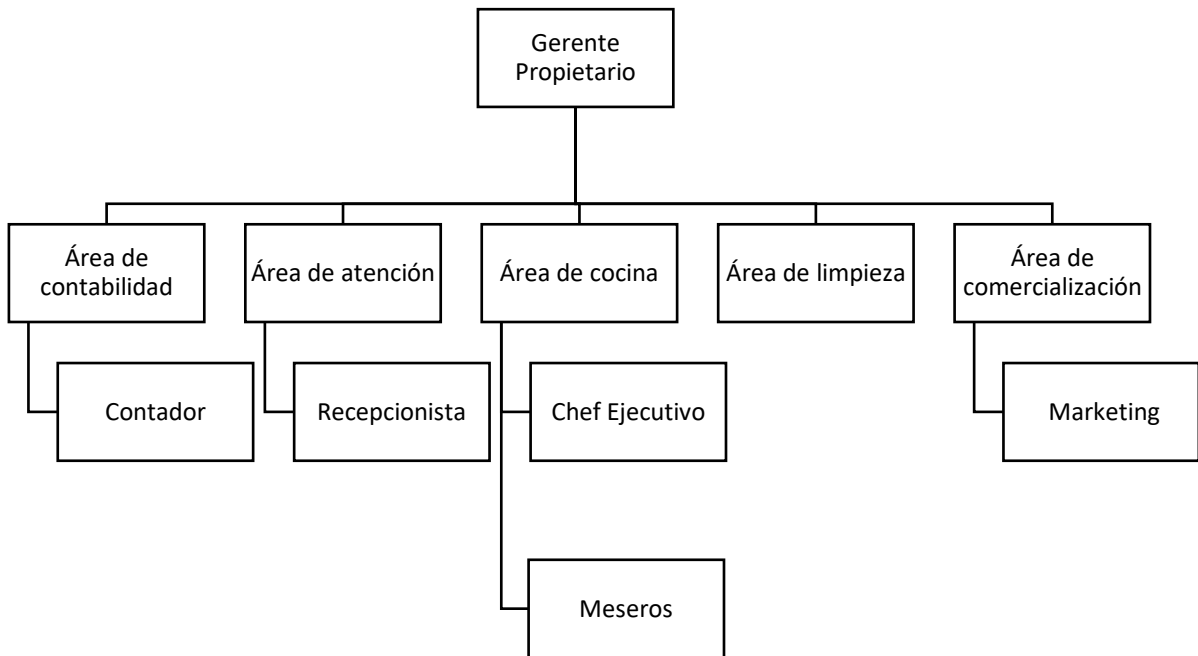 Gerente
Propietario
Área de
contabilidad
Área de atención
Área de cocina
Área de limpieza
Área de
comercialización
Contador
Recepcionista
Chef Ejecutivo
Marketing
Meseros